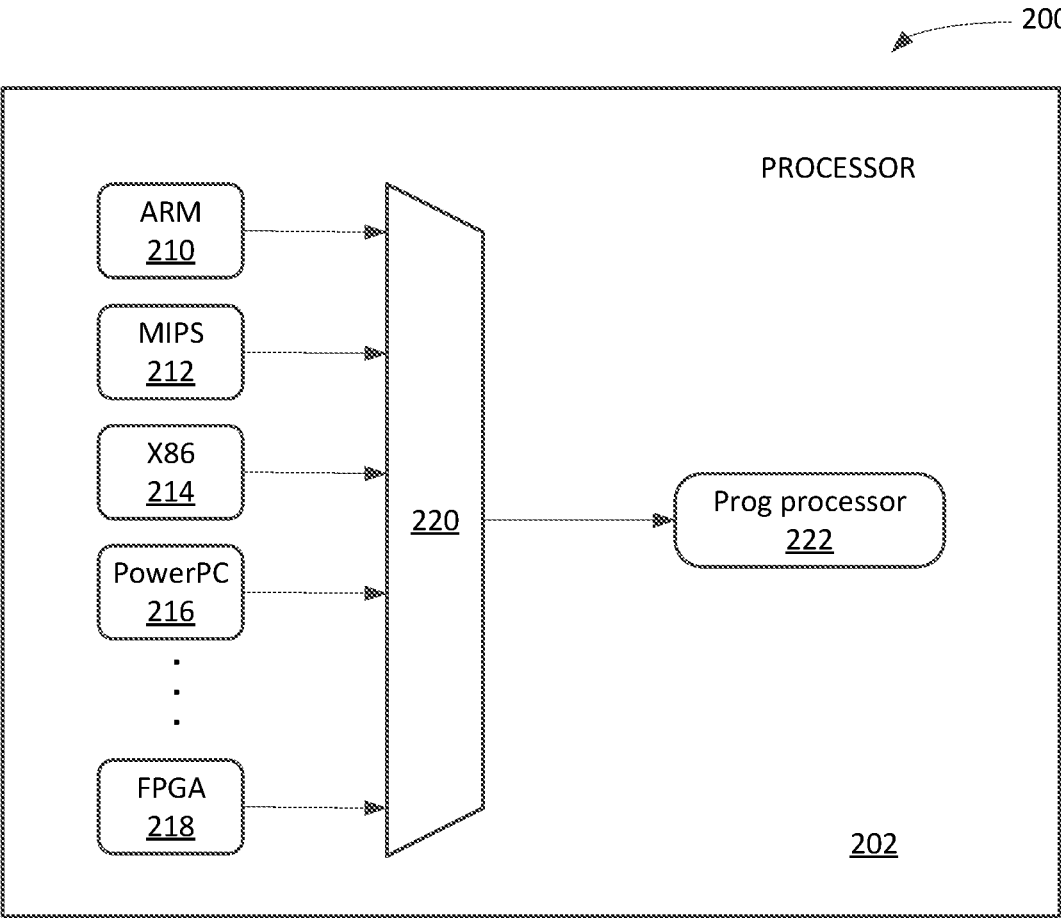 200
PROCESSOR
ARM
210
MIPS
212
X86
214
PowerPC
216
FPGA
218
220
Prog processor
222
202